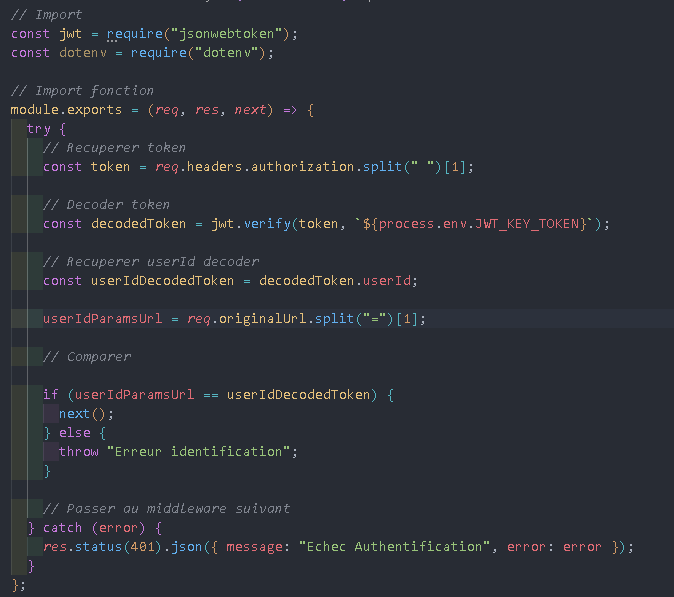 // Import
const jwt = require("jsonwebtoken");
const dotenv = require("dotenv");
// Import fonction
module.exports = (req, res, next) => {
try {
// Recuperer token
const token = req.headers.authorization.split(" ")[1];
// Decoder token
const decodedToken = jwt.verify(token, `${process.env.JWT_KEY_TOKEN}`);
// Recuperer userId decoder
const userIdDecodedToken = decodedToken.userId;
userIdParamsUrl = req.originalUrl.split("=")[1];
// Comparer
if (userIdParamsUrl == userIdDecodedToken) {
next();
} else {
throw "Erreur identification";
}
// Passer au middleware suivant
} catch (error) {
res.status(401).json({ message: "Echec Authentification", error: error });
}
};